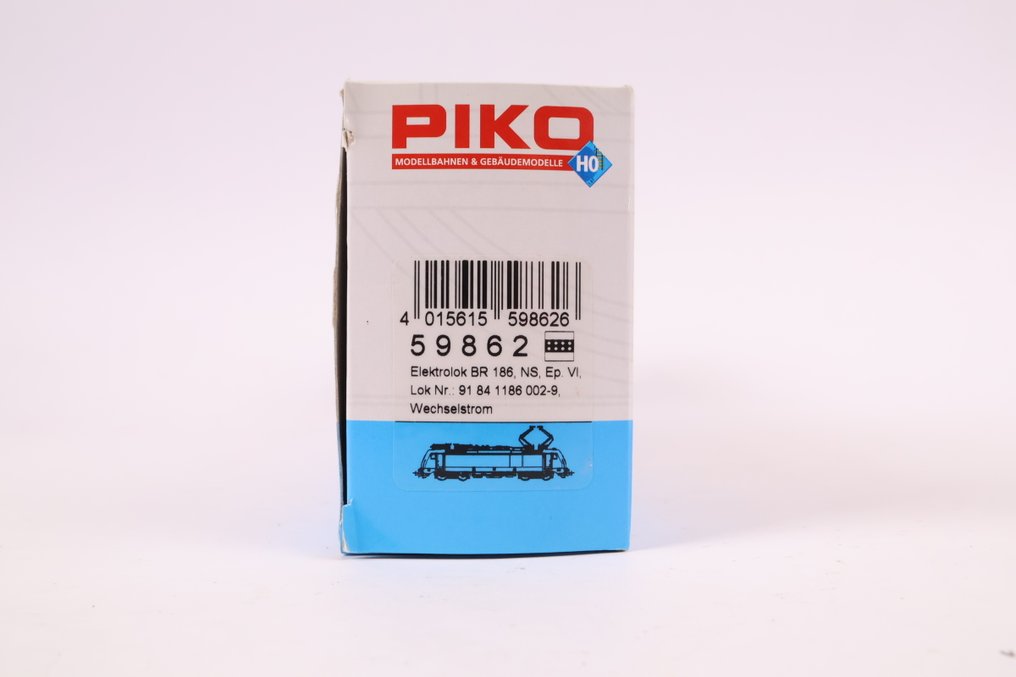 PIKO
MODELLBAHNEN & GEBÄUDEMODELLE
H0
4 015615 598626
59862
Elektrolok BR 186, NS, Ep. VI,
Lok Nr.: 91 84 1186 002-9,
Wechselstrom